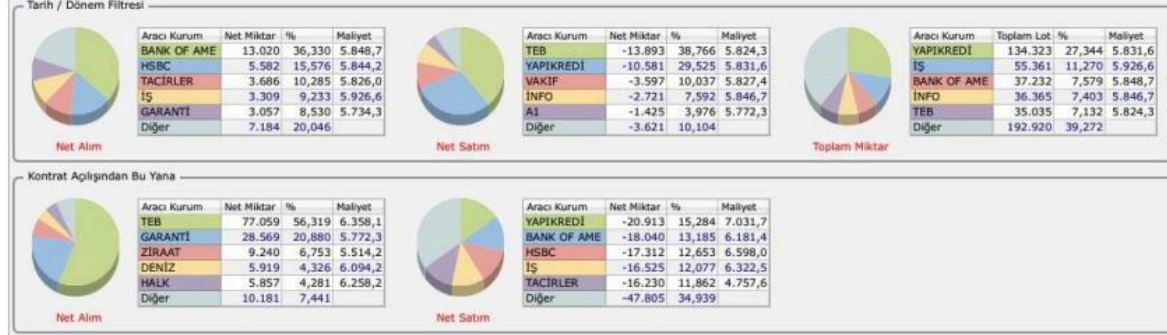 Tarih / Dönem Filtresi
Aracı Kurum Net Miktar % Maliyet
BANK OF AME 13.020 36,330 5.848,7
HSBC 5.582 15,576 5.844,2
TACİRLER 3.686 10,285 5.826,0
İŞ 3.309 9,233 5.926,6
GARANTİ 3.057 8,530 5.734,3
Diğer 7.184 20,046
Net Alım
Aracı Kurum Net Miktar % Maliyet
TEB -13.893 38,766 5.824,3
YAPIKREDİ -10.581 29,525 5.831,6
VAKIF -3.597 10,037 5.827,4
İNFO -2.721 7,592 5.846,7
A1 -1.425 3,976 5.772,3
Diğer -3.621 10,104
Net Satım
Aracı Kurum Toplam Lot % Maliyet
YAPIKREDİ 134.323 27,344 5.831,6
İŞ 55.361 11,270 5.926,6
BANK OF AME 37.232 7,579 5.848,7
İNFO 36.365 7,403 5.846,7
TEB 35.035 7,132 5.824,3
Diğer 192.920 39,272
Toplam Miktar
Kontrat Açılışından Bu Yana
Aracı Kurum Net Miktar % Maliyet
TEB 77.059 56,319 6.358,1
GARANTİ 28.569 20,880 5.772,3
ZİRAAT 9.240 6,753 5.514,2
DENİZ 5.919 4,326 6.094,2
HALK 5.857 4,281 6.258,2
Diğer 10.181 7,441
Net Alım
Aracı Kurum Net Miktar % Maliyet
YAPIKREDİ -20.913 15,284 7.031,7
BANK OF AME -18.040 13,185 6.181,4
HSBC -17.312 12,653 6.598,0
İŞ -16.525 12,077 6.322,5
TACİRLER -16.230 11,862 4.757,6
Diğer -47.805 34,939
Net Satım